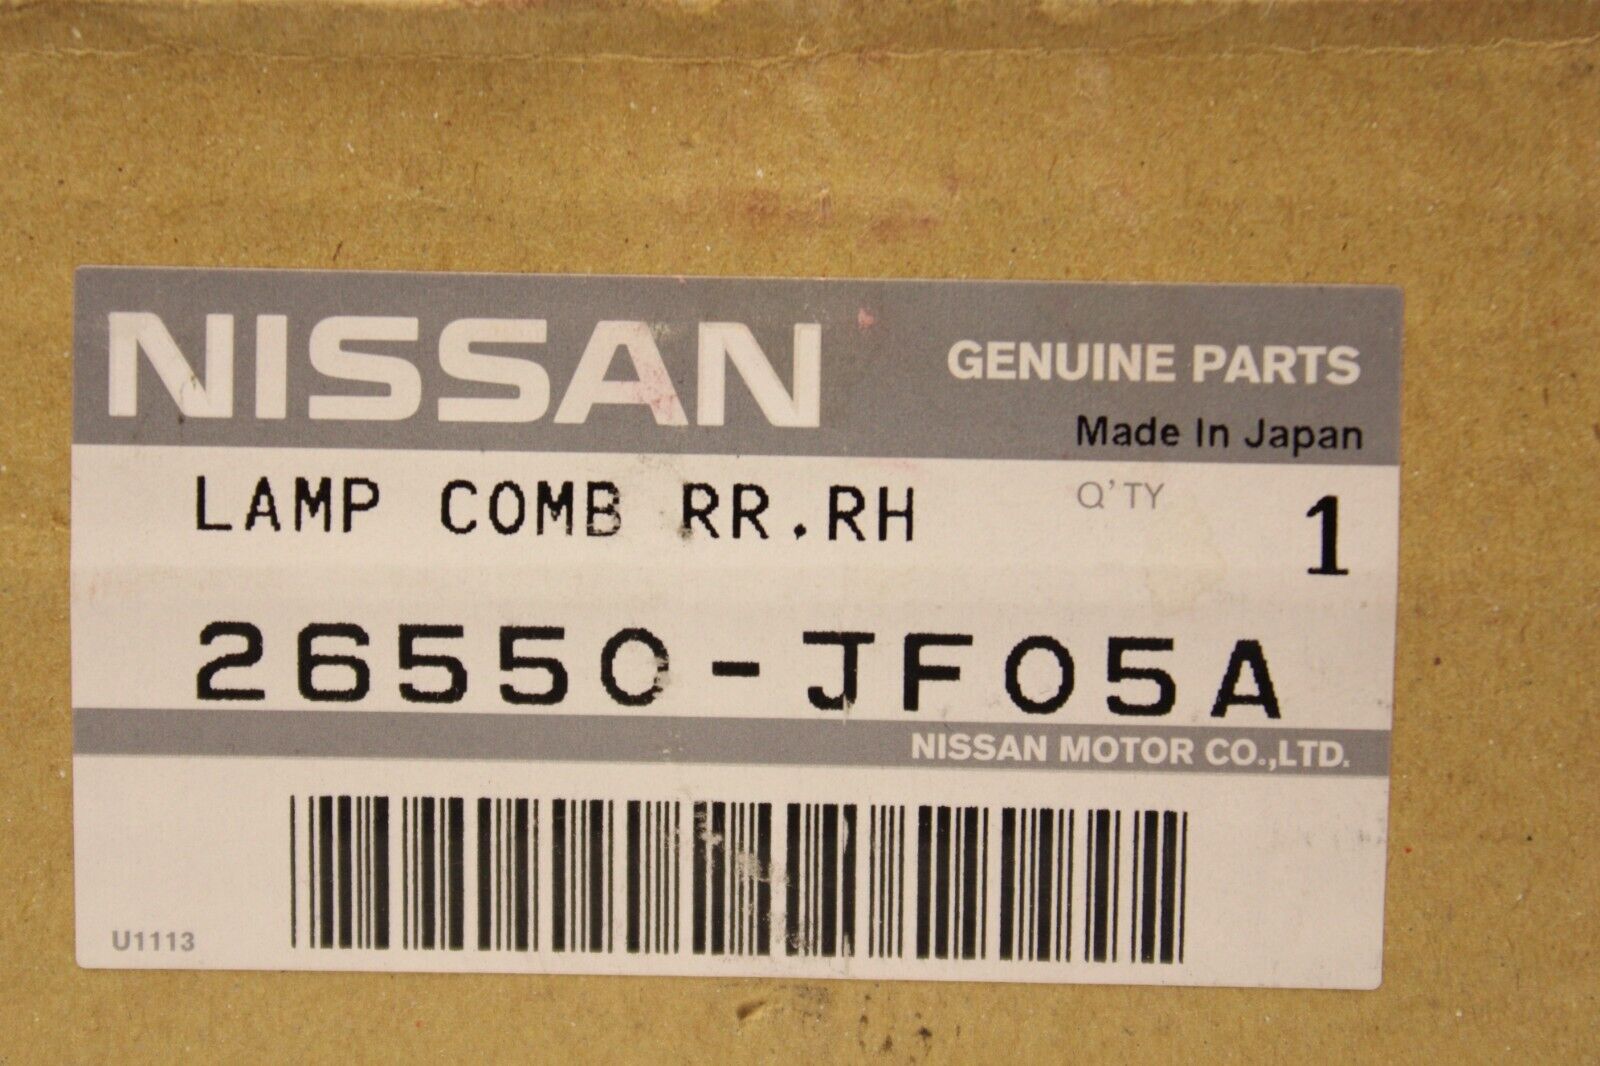 NISSAN
GENUINE PARTS
Made In Japan
LAMP COMB RR.RH
Q'TY
1
26550-JF05A
NISSAN MOTOR CO.,LTD.
U1113